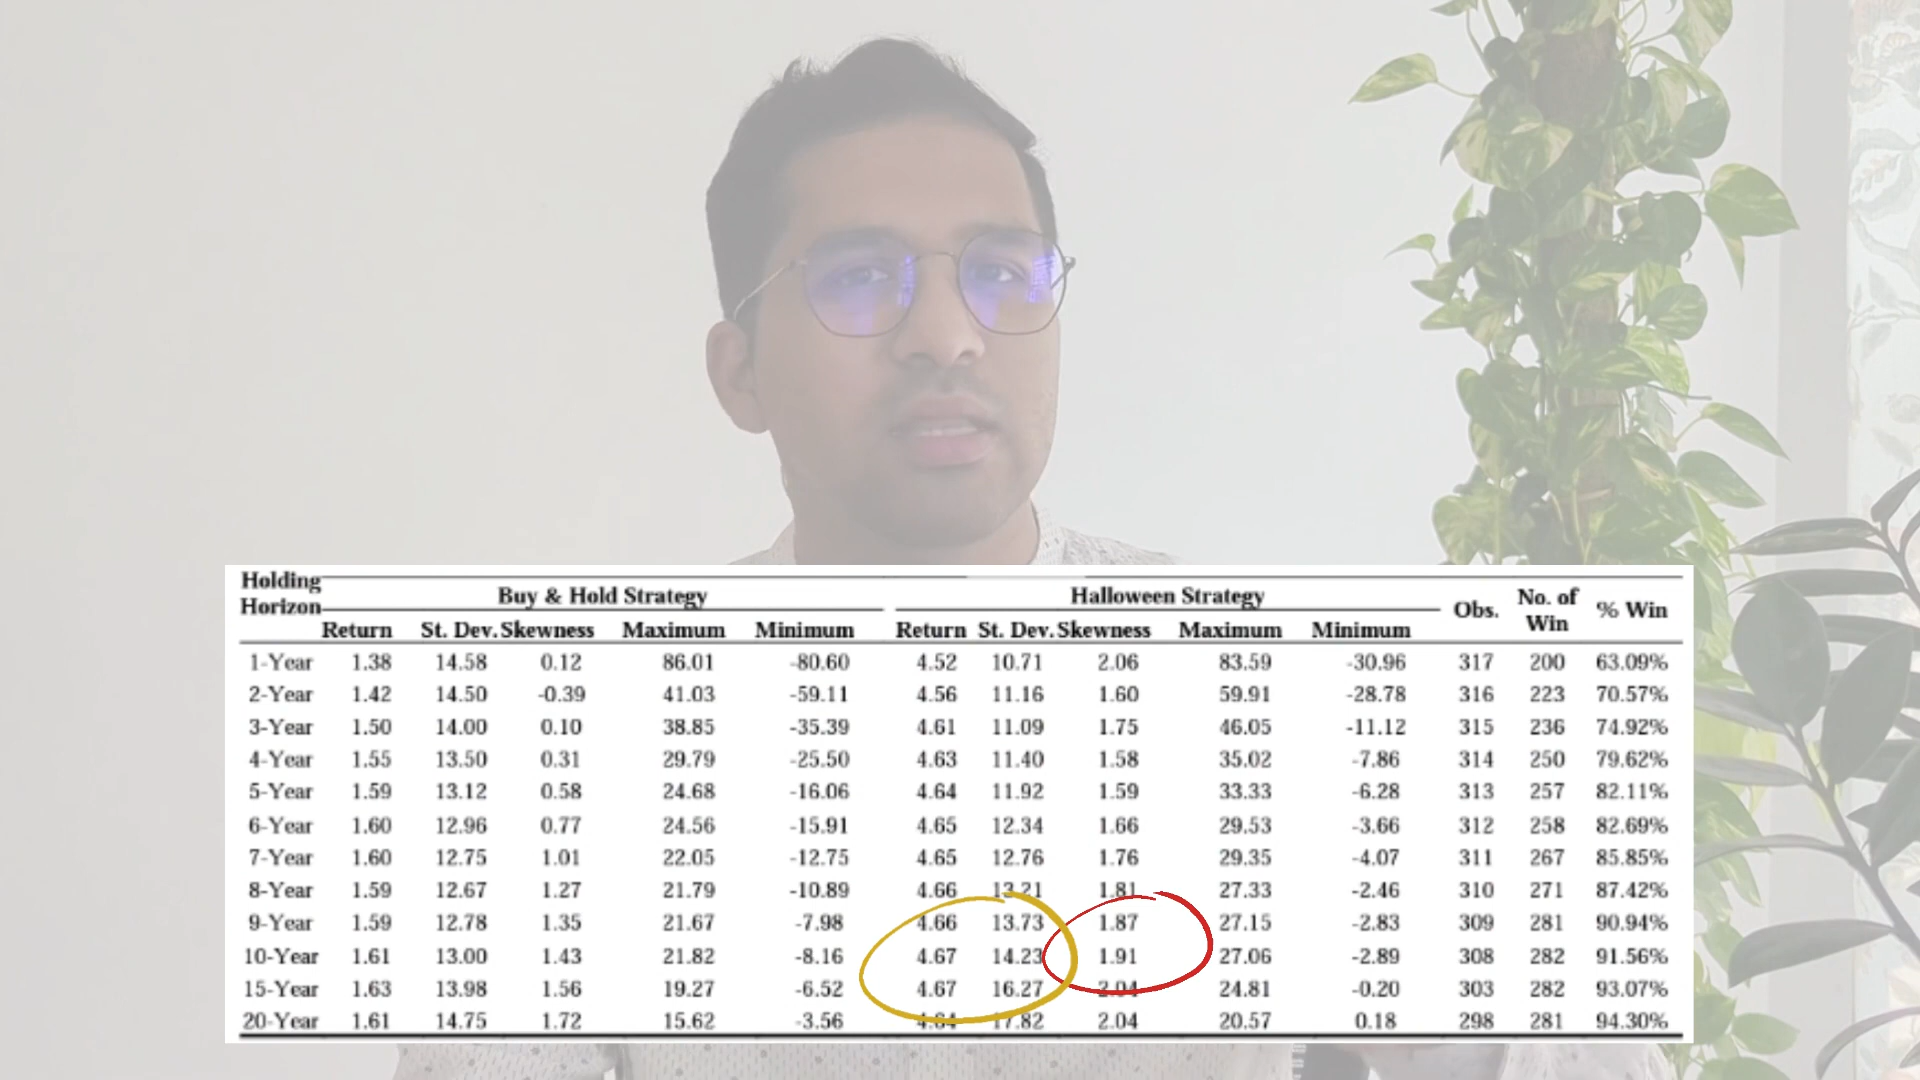 Holding Horizon Buy & Hold Strategy Halloween Strategy Obs. No. of Win % Win
Return St. Dev. Skewness Maximum Minimum Return St. Dev. Skewness Maximum Minimum
1-Year 1.38 14.58 0.12 86.01 -80.60 4.52 10.71 2.06 83.59 -30.96 317 200 63.09%
2-Year 1.42 14.50 -0.39 41.03 -59.11 4.56 11.16 1.60 59.91 -28.78 316 223 70.57%
3-Year 1.50 14.00 0.10 38.85 -35.39 4.61 11.09 1.75 46.05 -11.12 315 236 74.92%
4-Year 1.55 13.50 0.31 29.79 -25.50 4.63 11.40 1.58 35.02 -7.86 314 250 79.62%
5-Year 1.59 13.12 0.58 24.68 -16.06 4.64 11.92 1.59 33.33 -6.28 313 257 82.11%
6-Year 1.60 12.96 0.77 24.56 -15.91 4.65 12.34 1.66 29.53 -3.66 312 258 82.69%
7-Year 1.60 12.75 1.01 22.05 -12.75 4.65 12.76 1.76 29.35 -4.07 311 267 85.85%
8-Year 1.59 12.67 1.27 21.79 -10.89 4.66 13.21 1.81 27.33 -2.46 310 271 87.42%
9-Year 1.59 12.78 1.35 21.67 -7.98 4.66 13.73 1.87 27.15 -2.83 309 281 90.94%
10-Year 1.61 13.00 1.43 21.82 -8.16 4.67 14.23 1.91 27.06 -2.89 308 282 91.56%
15-Year 1.63 13.98 1.56 19.27 -6.52 4.67 16.27 2.04 24.81 -0.20 303 282 93.07%
20-Year 1.61 14.75 1.72 15.62 -3.56 4.64 17.82 2.04 20.57 0.18 298 281 94.30%